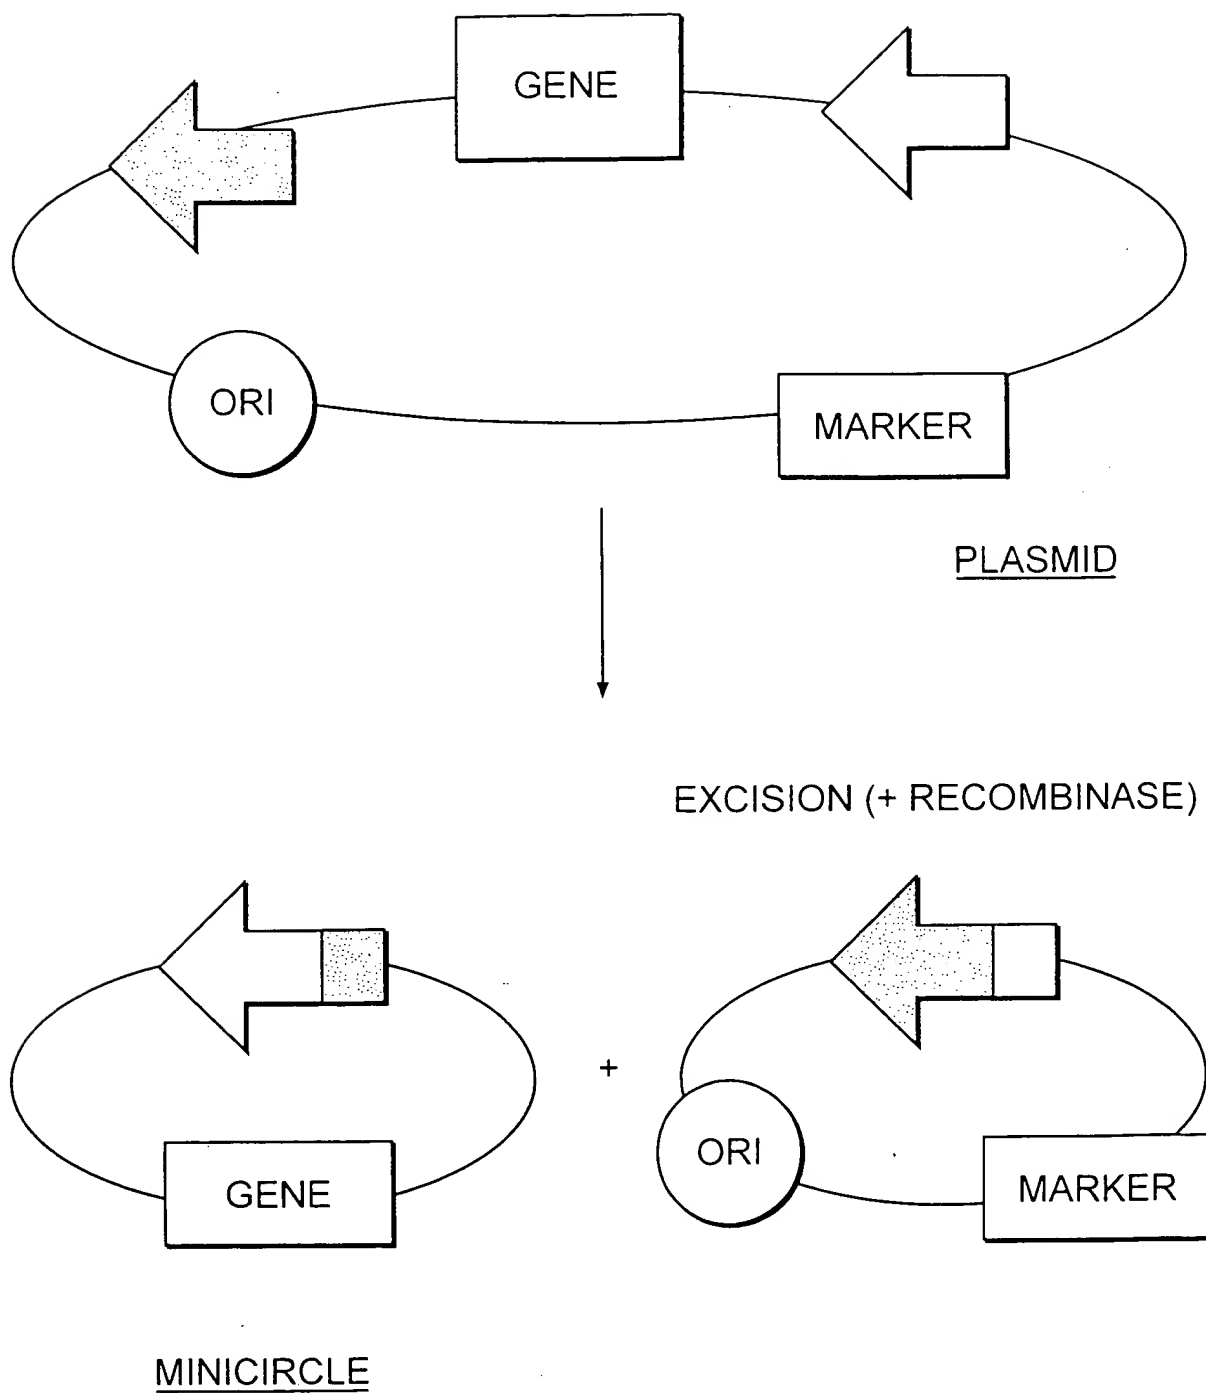 GENE
ORI
MARKER
PLASMID
EXCISION (+ RECOMBINASE)
+
ORI
GENE
MARKER
MINICIRCLE